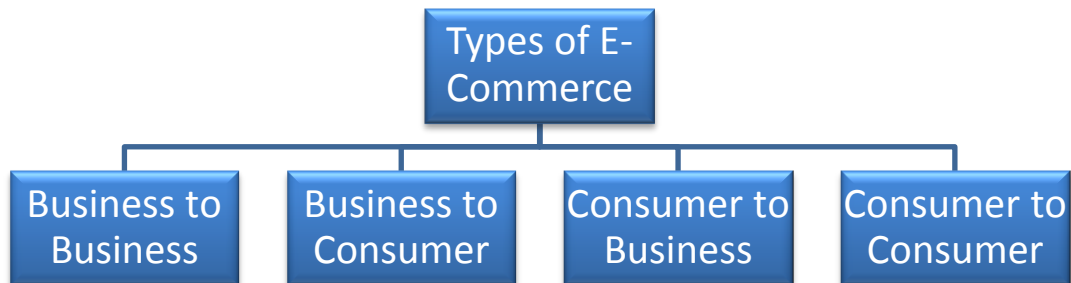 Types of E-
Commerce
Business to
Business
Business to
Consumer
Consumer to
Business
Consumer to
Consumer